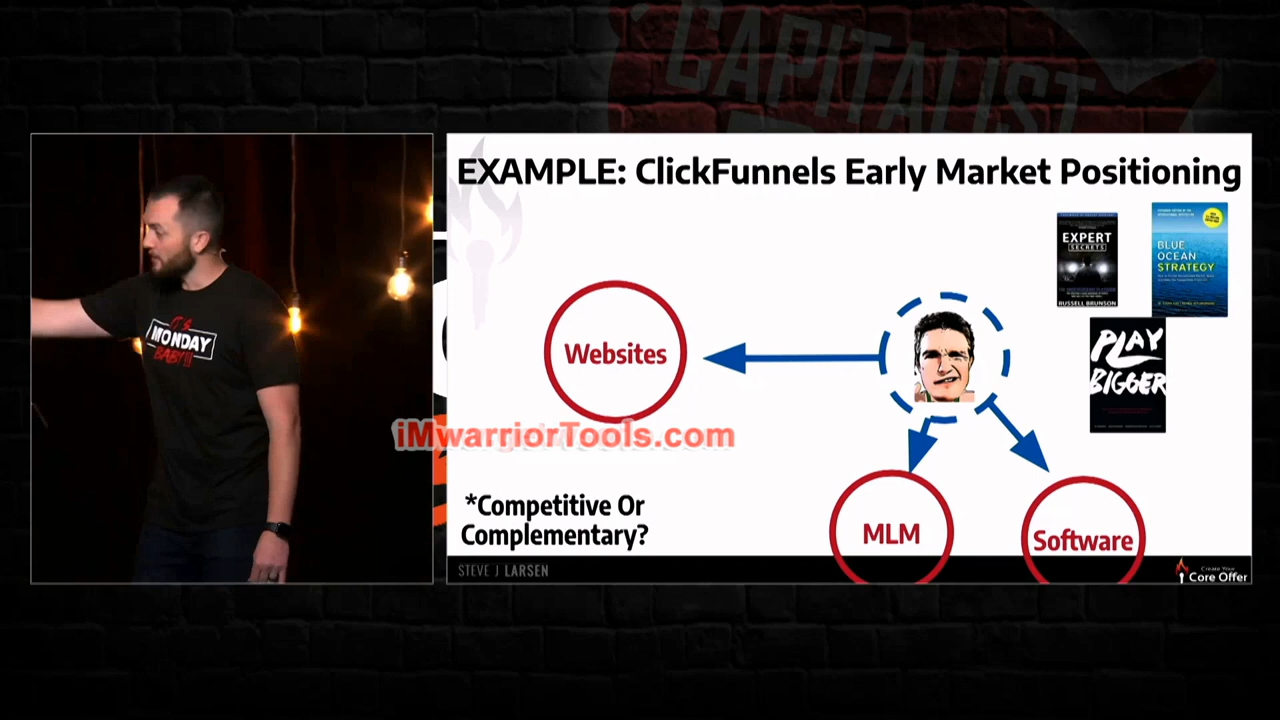 CAPITALIST
EXAMPLE: ClickFunnels Early Market Positioning
IT'S
MONDAY
BABY!!!
EXPERT
SECRETS
RUSSELL BRUNSON
BLUE
OCEAN
STRATEGY
PLAY
BIGGER
Websites
iMwarriorTools.com
*Competitive Or
Complementary?
MLM
Software
STEVE J LARSEN
Create Your
Core Offer